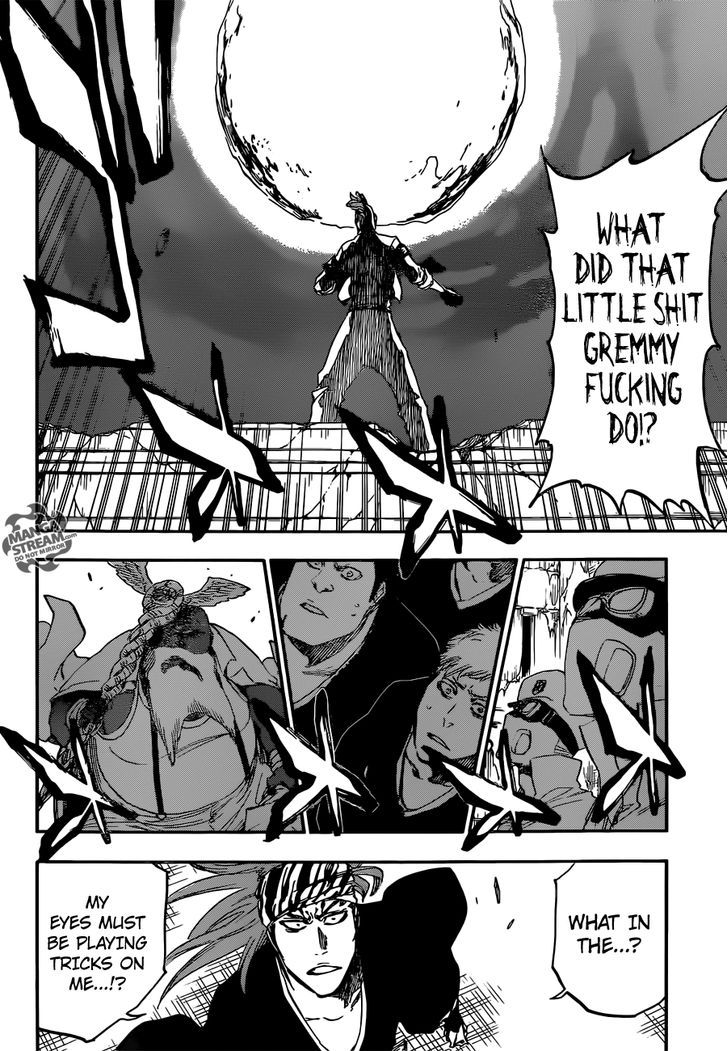 WHAT
DID THAT
LITTLE SHIT
GREMMY
FUCKING
DO!?
MANGA
STREAM.com
DO NOT MIRROR!
WHAT IN
THE...?
MY
EYES MUST
BE PLAYING
TRICKS ON
ME...!?